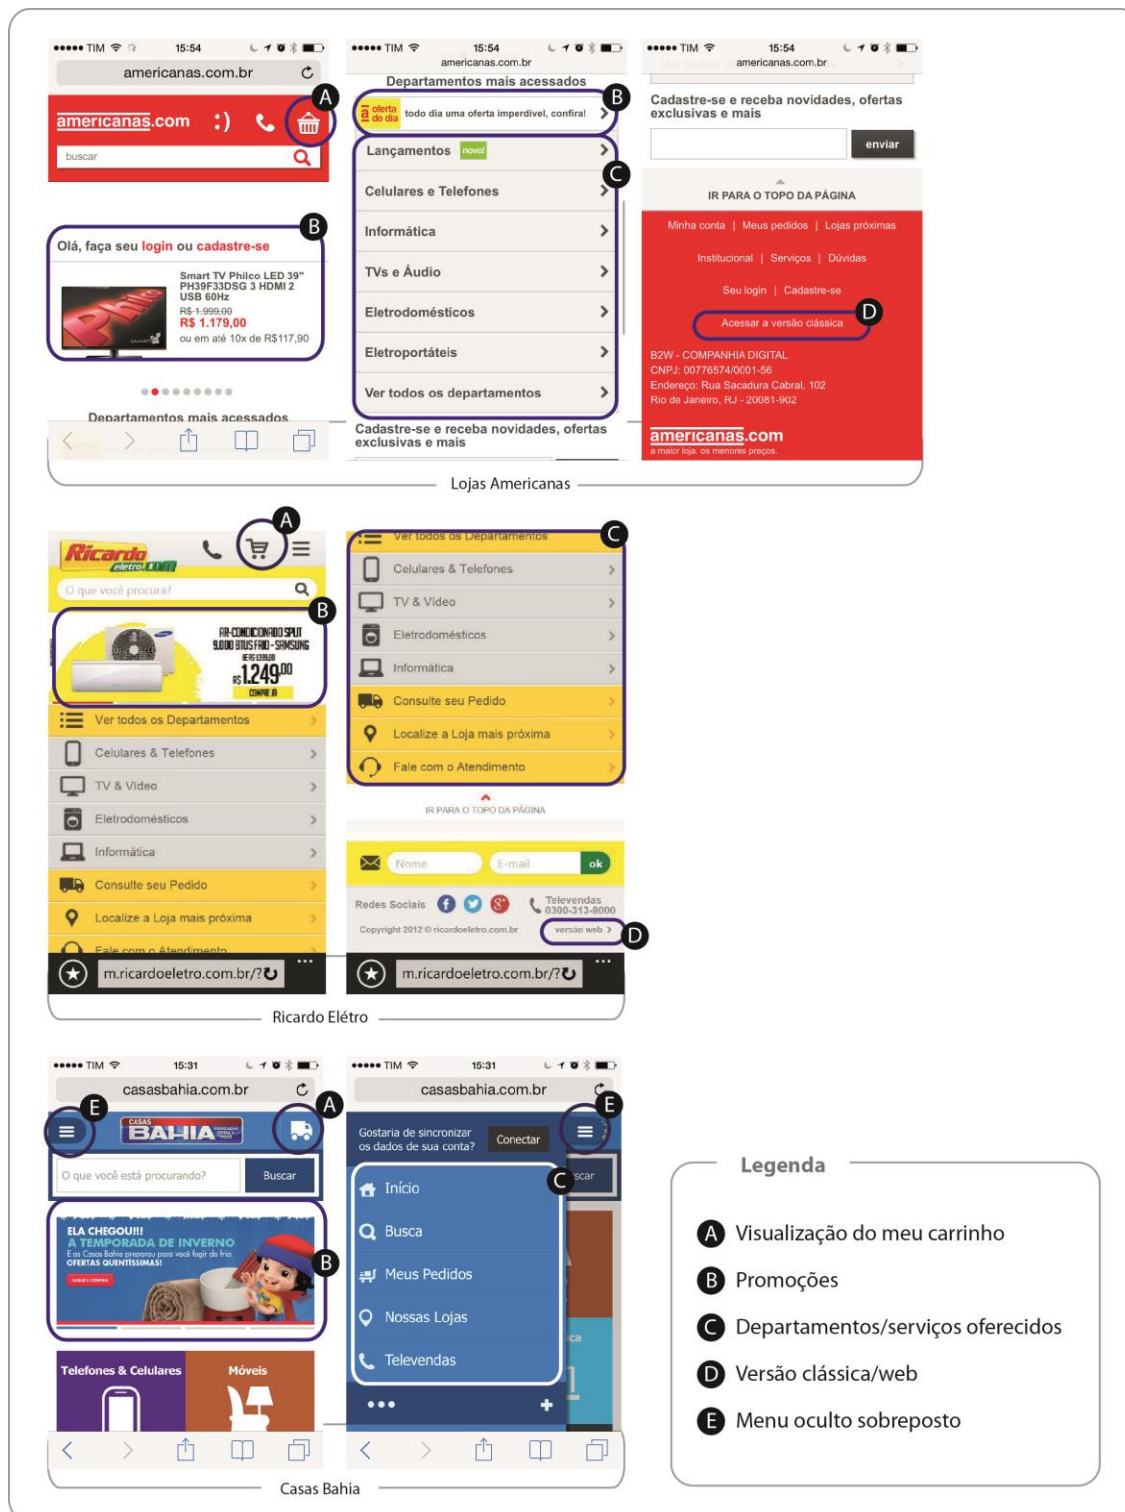 TIM 15:54
americanas.com.br
A
americanas.com :)
buscar
B
Olá, faça seu login ou cadastre-se
Smart TV Philco LED 39"
PH39F33DSG 3 HDMI 2
USB 60Hz
R$ 1.999,00
R$ 1.179,00
ou em até 10x de R$117,90
Philco
Departamentos mais acessados
TIM 15:54
americanas.com.br
Departamentos mais acessados
B
oferta
do dia
todo dia uma oferta imperdível, confira!
Lançamentos novo!
C
Celulares e Telefones
Informática
TVs e Áudio
Eletrodomésticos
Eletroportáteis
Ver todos os departamentos
Cadastre-se e receba novidades, ofertas
exclusivas e mais
TIM 15:54
americanas.com.br
Cadastre-se e receba novidades, ofertas
exclusivas e mais
enviar
IR PARA O TOPO DA PÁGINA
Minha conta | Meus pedidos | Lojas próximas
Institucional | Serviços | Dúvidas
Seu login | Cadastre-se
D
Acessar a versão clássica
B2W - COMPANHIA DIGITAL
CNPJ: 00776574/0001-56
Endereço: Rua Sacadura Cabral, 102
Rio de Janeiro, RJ - 20081-902
americanas.com
a maior loja. os menores preços.
Lojas Americanas
A
Ricardo
eletro.com
O que você procura?
B
AR-CONDICIONADO SPLIT
9.000 BTUS FRIO - SAMSUNG
R$ 1.249,00
COMPRE JÁ
Ver todos os Departamentos
Celulares & Telefones
TV & Vídeo
Eletrodomésticos
Informática
Consulte seu Pedido
Localize a Loja mais próxima
Fale com o Atendimento
m.ricardoeletro.com.br/?
C
Ver todos os Departamentos
Celulares & Telefones
TV & Vídeo
Eletrodomésticos
Informática
Consulte seu Pedido
Localize a Loja mais próxima
Fale com o Atendimento
IR PARA O TOPO DA PÁGINA
Nome E-mail ok
Redes Sociais
Televendas
0300-313-9000
Copyright 2012 © ricardoeletro.com.br versão web >
D
m.ricardoeletro.com.br/?
Ricardo Elétro
TIM 15:31
casasbahia.com.br
E
A
CASAS
BAHIA
O que você está procurando? Buscar
ELA CHEGOU!!!
A TEMPORADA DE INVERNO
E as Casas Bahia preparou para você fugir do frio,
OFERTAS QUENTÍSSIMAS!
B
Telefones & Celulares Móveis
TIM 15:31
casasbahia.com.br
E
Gostaria de sincronizar
os dados de sua conta?
Conectar
scar
C
Início
Busca
Meus Pedidos
Nossas Lojas
Televendas
ica
Casas Bahia
Legenda
A Visualização do meu carrinho
B Promoções
C Departamentos/serviços oferecidos
D Versão clássica/web
E Menu oculto sobreposto